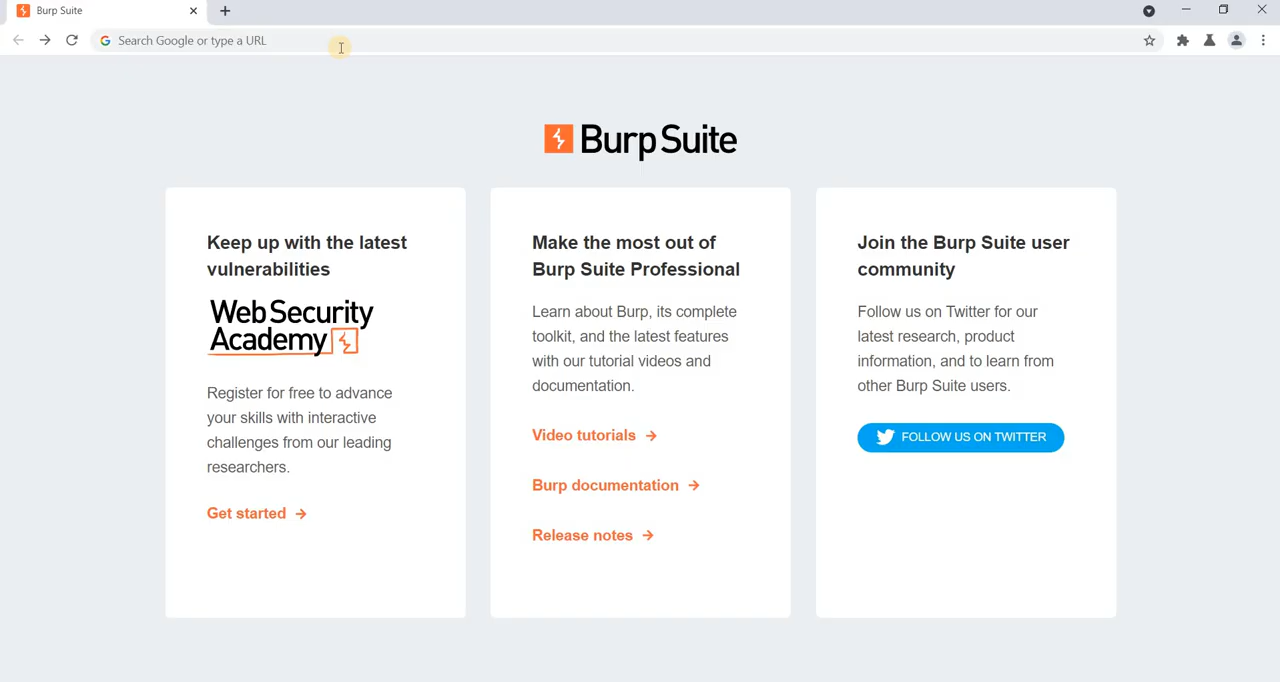 Burp Suite
Search Google or type a URL
Burp Suite
Keep up with the latest
vulnerabilities
Web Security
Academy
Register for free to advance
your skills with interactive
challenges from our leading
researchers.
Get started
Make the most out of
Burp Suite Professional
Learn about Burp, its complete
toolkit, and the latest features
with our tutorial videos and
documentation.
Video tutorials
Burp documentation
Release notes
Join the Burp Suite user
community
Follow us on Twitter for our
latest research, product
information, and to learn from
other Burp Suite users.
FOLLOW US ON TWITTER